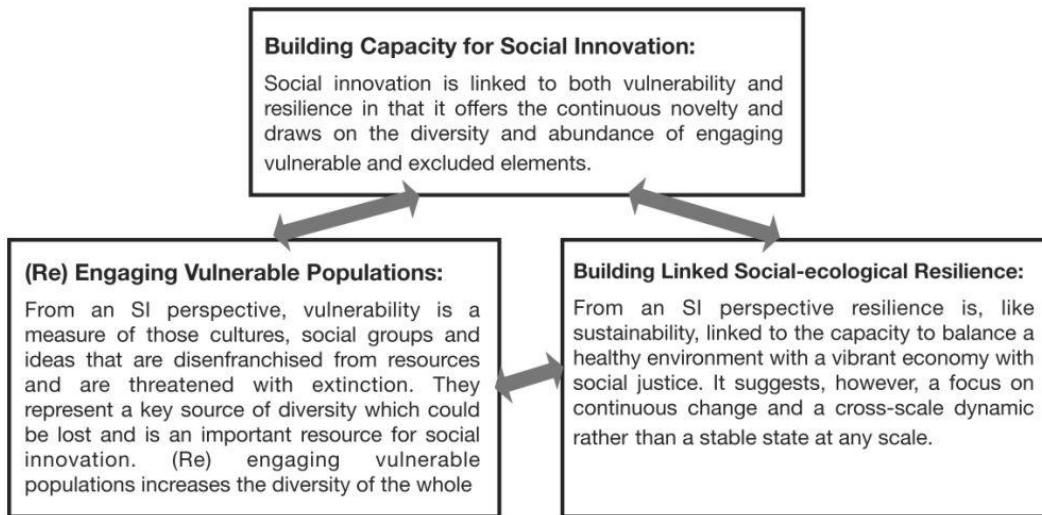 Building Capacity for Social Innovation:
Social innovation is linked to both vulnerability and
resilience in that it offers the continuous novelty and
draws on the diversity and abundance of engaging
vulnerable and excluded elements.
(Re) Engaging Vulnerable Populations:
From an SI perspective, vulnerability is a
measure of those cultures, social groups and
ideas that are disenfranchised from resources
and are threatened with extinction. They
represent a key source of diversity which could
be lost and is an important resource for social
innovation. (Re) engaging vulnerable
populations increases the diversity of the whole
Building Linked Social-ecological Resilience:
From an SI perspective resilience is, like
sustainability, linked to the capacity to balance
a healthy environment with a vibrant economy with
social justice. It suggests, however, a focus on
continuous change and a cross-scale dynamic
rather than a stable state at any scale.